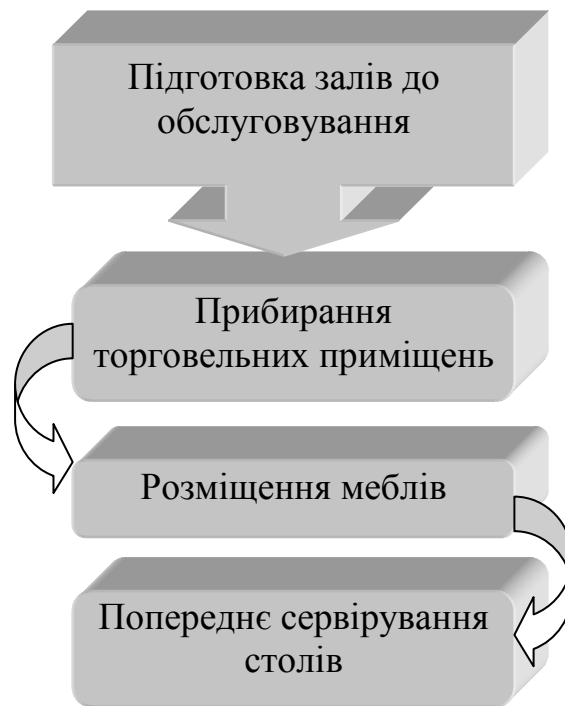 Підготовка залів до
обслуговування
Прибирання
торговельних приміщень
Розміщення меблів
Попереднє сервірування
столів